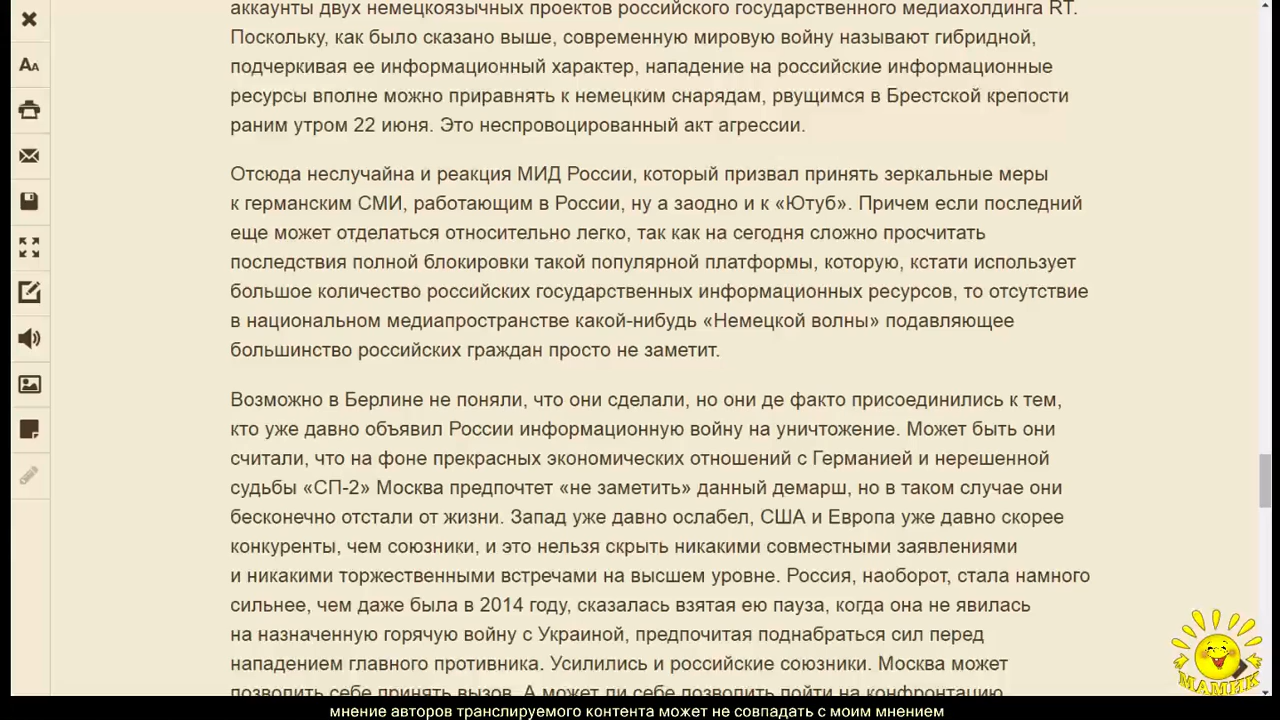 аккаунты двух немецкоязычных проектов российского государственного медиахолдинга RT.
Поскольку, как было сказано выше, современную мировую войну называют гибридной,
подчеркивая ее информационный характер, нападение на российские информационные
ресурсы вполне можно приравнять к немецким снарядам, рвущимся в Брестской крепости
раним утром 22 июня. Это неспровоцированный акт агрессии.
Отсюда неслучайна и реакция МИД России, который призвал принять зеркальные меры
к германским СМИ, работающим в России, ну а заодно и к «Ютуб». Причем если последний
еще может отделаться относительно легко, так как на сегодня сложно просчитать
последствия полной блокировки такой популярной платформы, которую, кстати использует
большое количество российских государственных информационных ресурсов, то отсутствие
в национальном медиапространстве какой-нибудь «Немецкой волны» подавляющее
большинство российских граждан просто не заметит.
Возможно в Берлине не поняли, что они сделали, но они де факто присоединились к тем,
кто уже давно объявил России информационную войну на уничтожение. Может быть они
считали, что на фоне прекрасных экономических отношений с Германией и нерешенной
судьбы «СП-2» Москва предпочтет «не заметить» данный демарш, но в таком случае они
бесконечно отстали от жизни. Запад уже давно ослабел, США и Европа уже давно скорее
конкуренты, чем союзники, и это нельзя скрыть никакими совместными заявлениями
и никакими торжественными встречами на высшем уровне. Россия, наоборот, стала намного
сильнее, чем даже была в 2014 году, сказалась взятая ею пауза, когда она не явилась
на назначенную горячую войну с Украиной, предпочитая поднабраться сил перед
нападением главного противника. Усилились и российские союзники. Москва может
позволить себе принять вызов. А может ли себе позволить пойти на конфронтацию
МАМИК
мнение авторов транслируемого контента может не совпадать с моим мнением